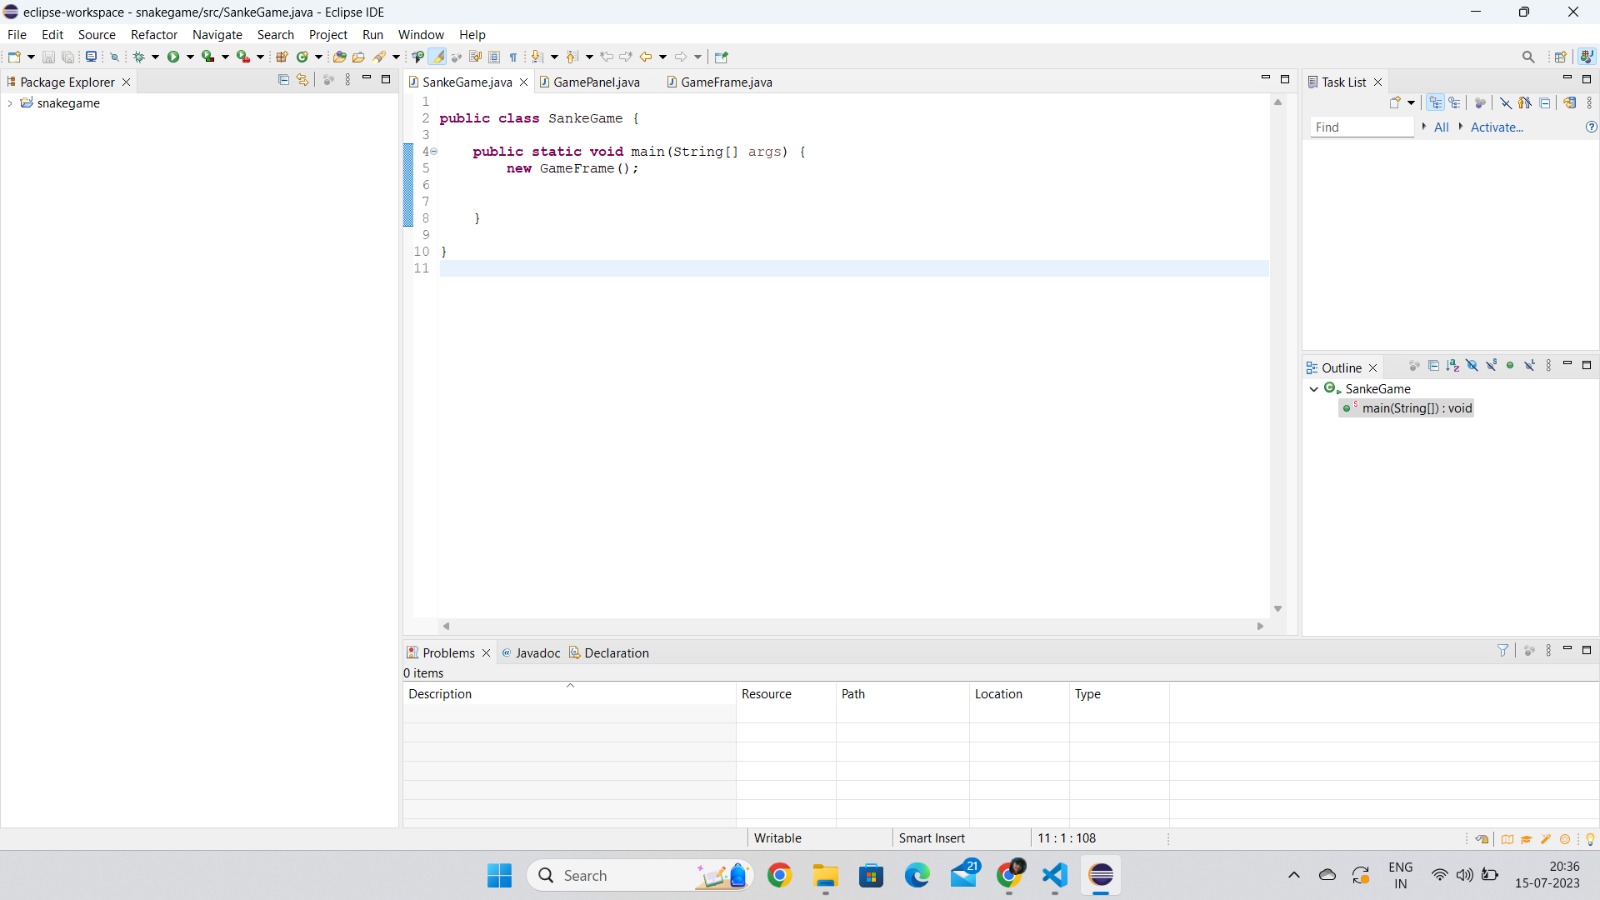 eclipse-workspace - snakegame/src/SankeGame.java - Eclipse IDE
File Edit Source Refactor Navigate Search Project Run Window Help
Package Explorer
SankeGame.java GamePanel.java GameFrame.java
Task List
snakegame
Find All Activate...
1
2 public class SankeGame {
3
4 public static void main(String[] args) {
5 new GameFrame();
6
7
8 }
9
10 }
11
Outline
SankeGame
main(String[]) : void
Problems @ Javadoc Declaration
0 items
Description Resource Path Location Type
Writable Smart Insert 11 : 1 : 108
Search
21
ENG
IN
20:36
15-07-2023